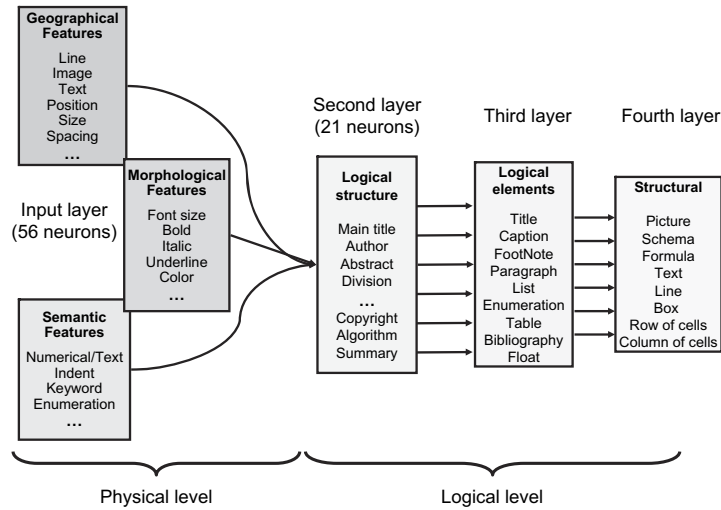 Geographical
Features
Line
Image
Text
Position
Size
Spacing
...
Input layer
(56 neurons)
Morphological
Features
Font size
Bold
Italic
Underline
Color
...
Semantic
Features
Numerical/Text
Indent
Keyword
Enumeration
...
Second layer
(21 neurons)
Logical
structure
Main title
Author
Abstract
Division
...
Copyright
Algorithm
Summary
Third layer
Logical
elements
Title
Caption
FootNote
Paragraph
List
Enumeration
Table
Bibliography
Float
Fourth layer
Structural
Picture
Schema
Formula
Text
Line
Box
Row of cells
Column of cells
Physical level
Logical level